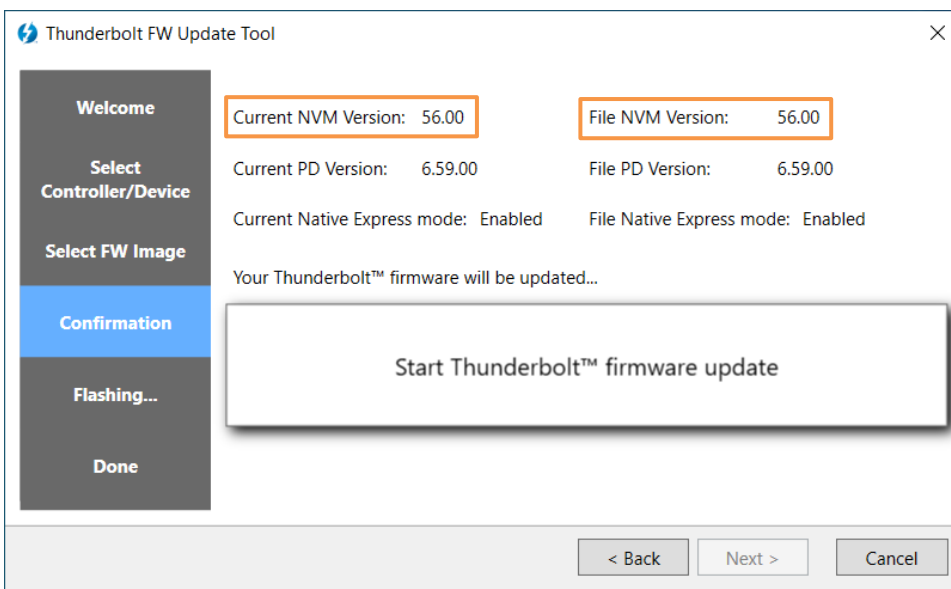 Thunderbolt FW Update Tool
Welcome
Select
Controller/Device
Select FW Image
Confirmation
Flashing...
Done
Current NVM Version: 56.00 File NVM Version: 56.00
Current PD Version: 6.59.00 File PD Version: 6.59.00
Current Native Express mode: Enabled File Native Express mode: Enabled
Your Thunderbolt™ firmware will be updated...
Start Thunderbolt™ firmware update
< Back Next > Cancel